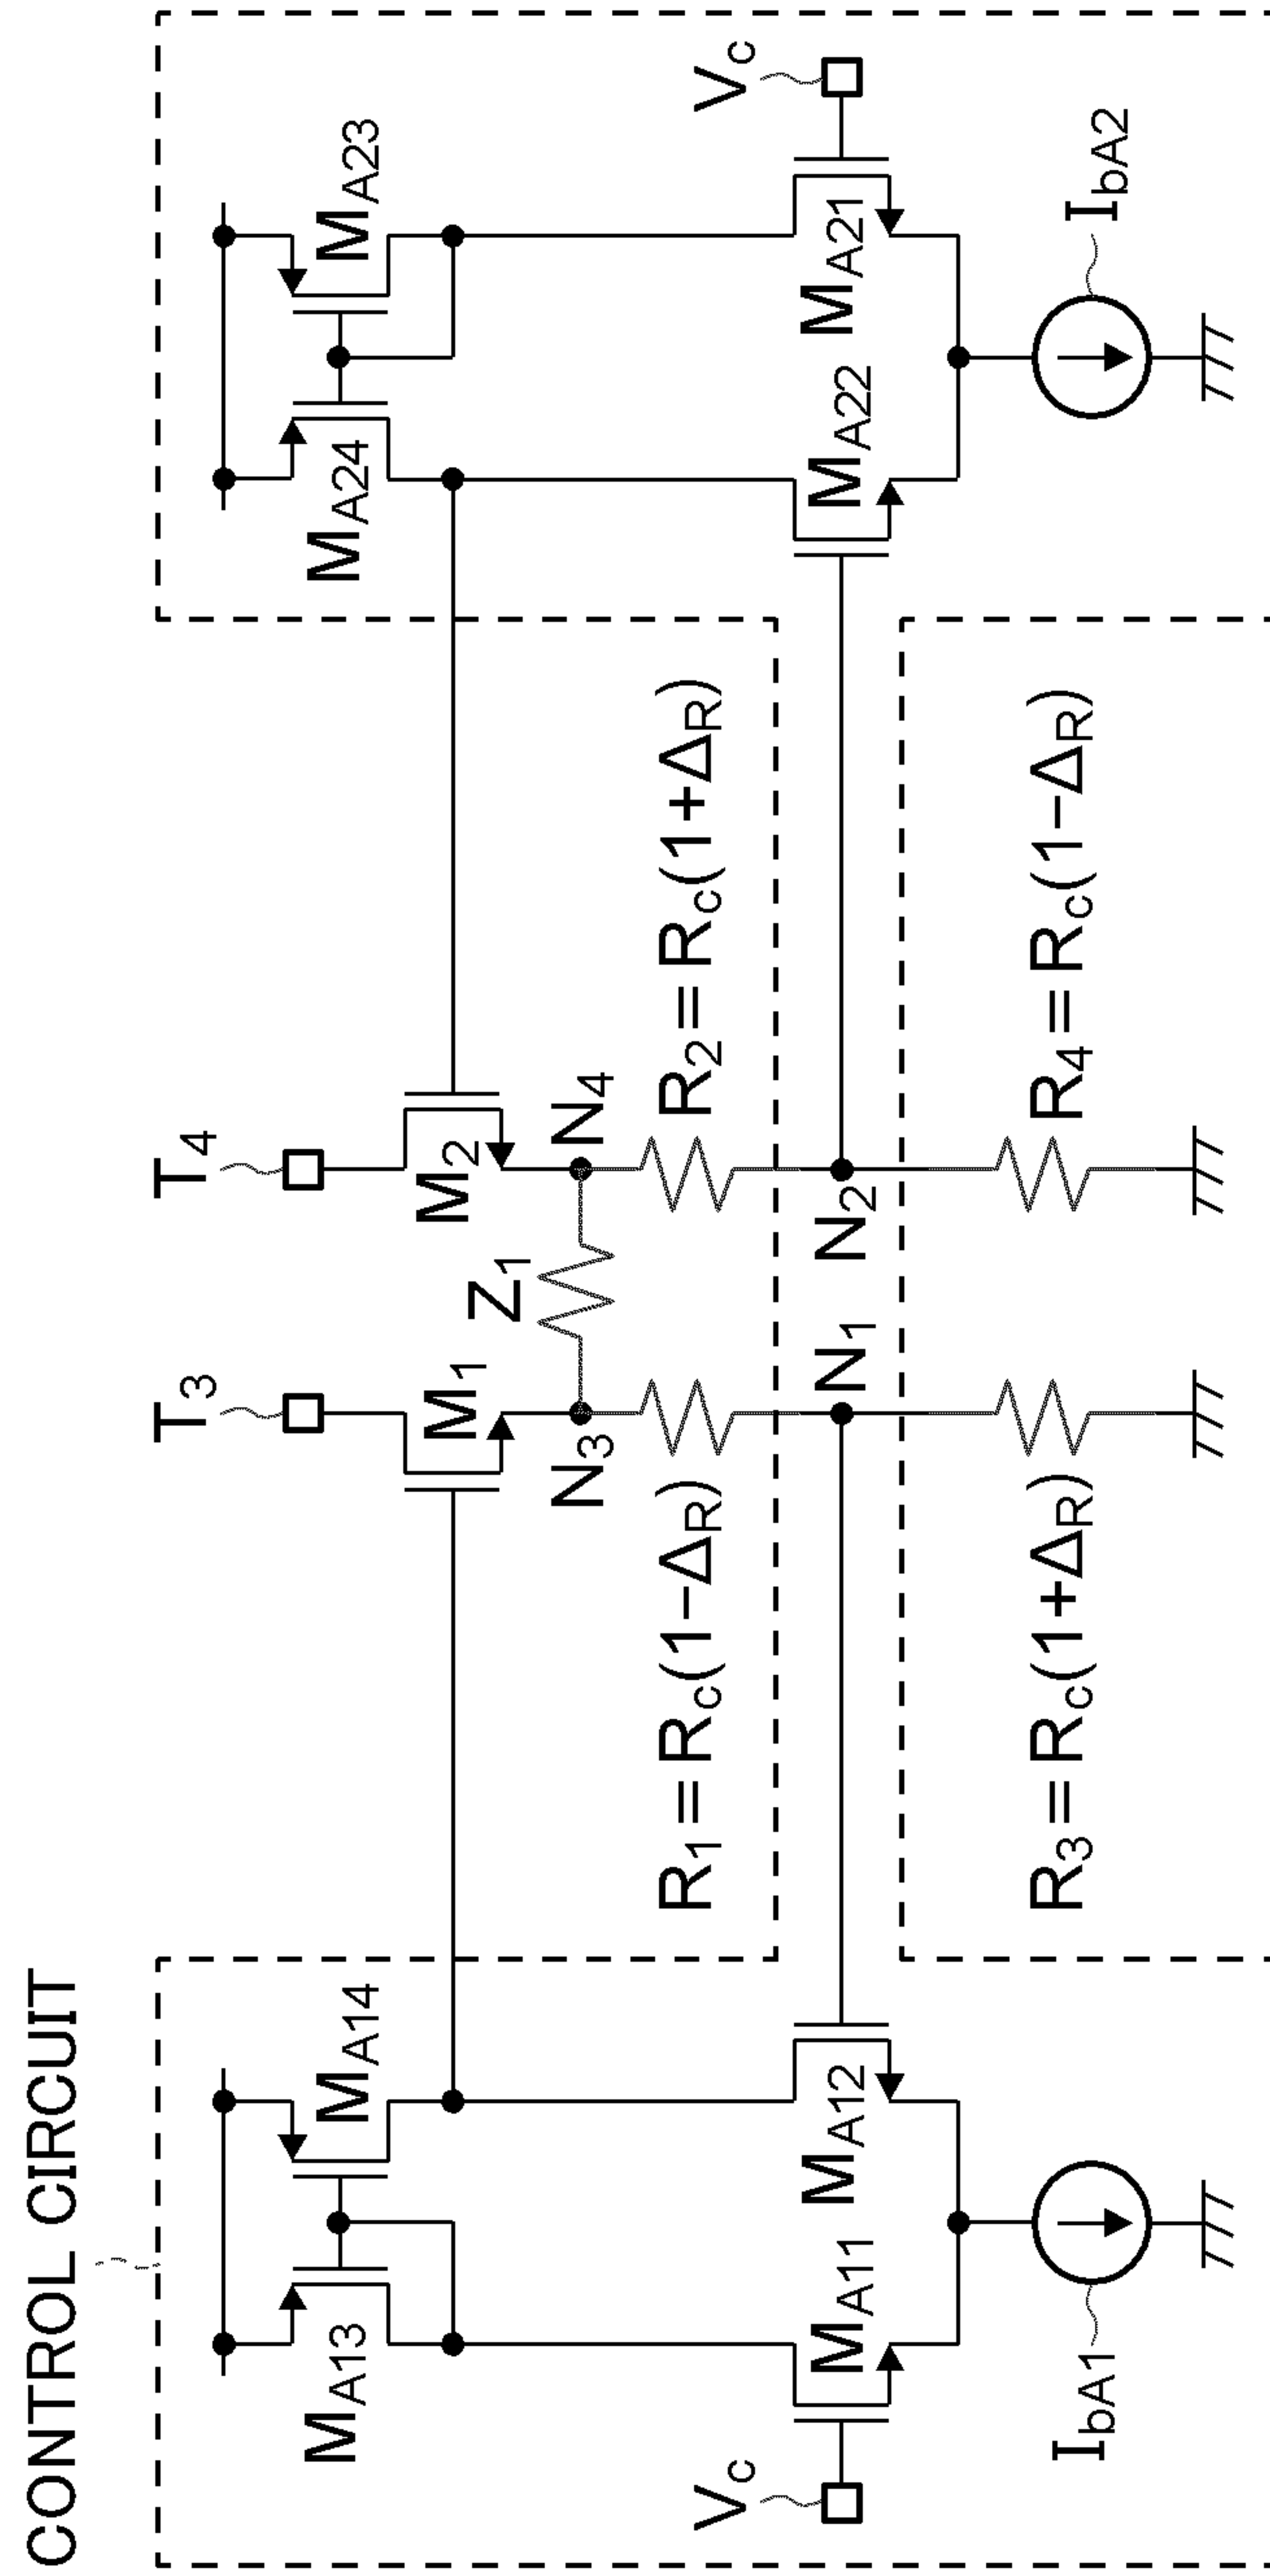 CONTROL CIRCUIT
T3
T4
MA13
MA14
MA24
MA23
M1
M2
Z1
N3
N4
R1=Rc(1−ΔR)
R2=Rc(1+ΔR)
Vc
MA11
MA12
N1
N2
MA22
MA21
Vc
IbA1
R3=Rc(1+ΔR)
R4=Rc(1−ΔR)
IbA2